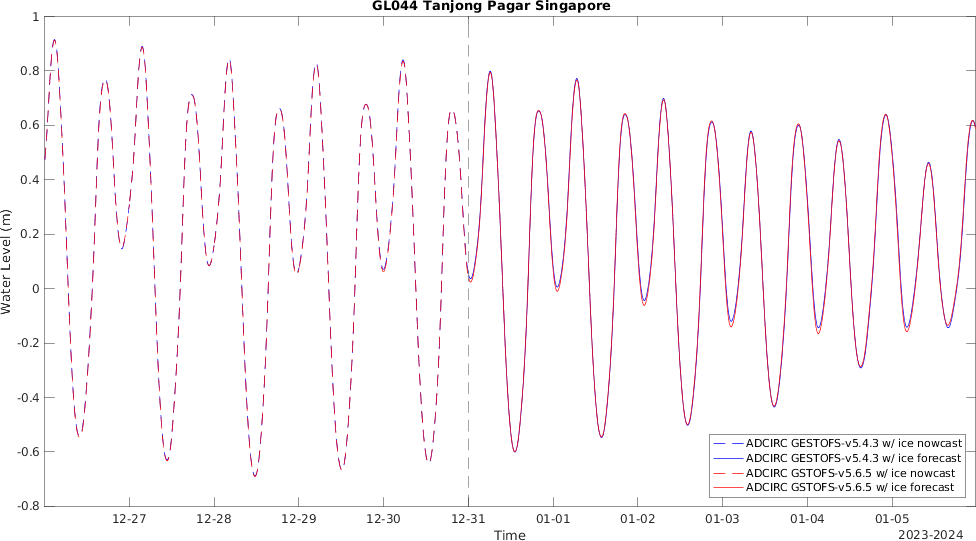 GL044 Tanjong Pagar Singapore
1
0.8
0.6
0.4
0.2
0
-0.2
-0.4
-0.6
-0.8
Water Level (m)
ADCIRC GESTOFS-v5.4.3 w/ ice nowcast
ADCIRC GESTOFS-v5.4.3 w/ ice forecast
ADCIRC GSTOFS-v5.6.5 w/ ice nowcast
ADCIRC GSTOFS-v5.6.5 w/ ice forecast
12-27 12-28 12-29 12-30 12-31 01-01 01-02 01-03 01-04 01-05
Time
2023-2024